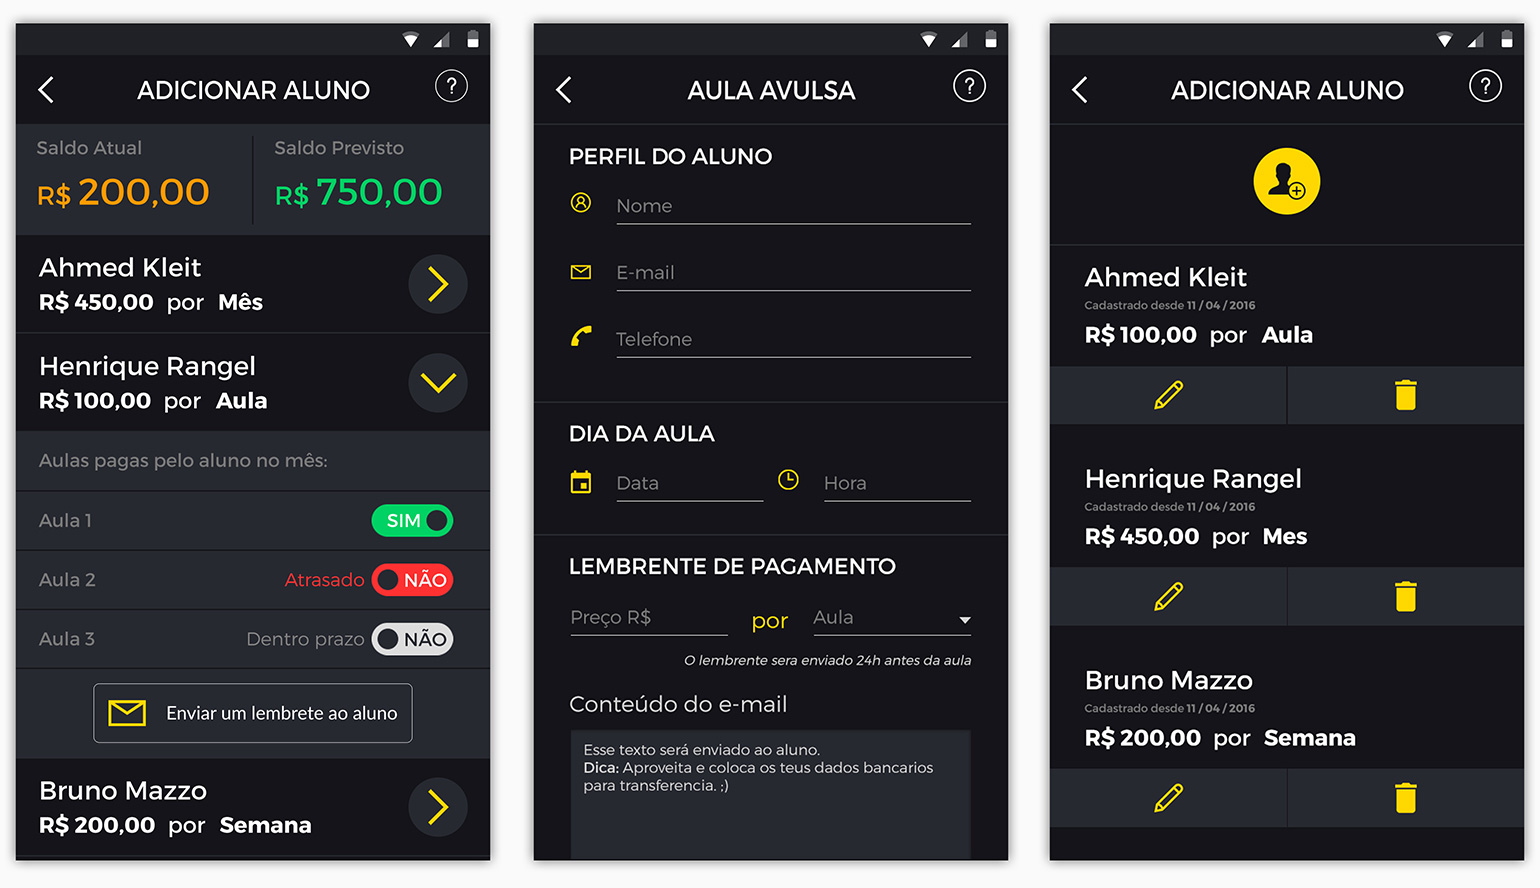 ADICIONAR ALUNO
?
Saldo Atual
Saldo Previsto
R$ 200,00
R$ 750,00
Ahmed Kleit
R$ 450,00 por Mês
Henrique Rangel
R$ 100,00 por Aula
Aulas pagas pelo aluno no mês:
Aula 1
SIM
Aula 2
Atrasado
NÃO
Aula 3
Dentro prazo
NÃO
Enviar um lembrete ao aluno
Bruno Mazzo
R$ 200,00 por Semana
AULA AVULSA
?
PERFIL DO ALUNO
Nome
E-mail
Telefone
DIA DA AULA
Data
Hora
LEMBRENTE DE PAGAMENTO
Preço R$
por
Aula
O lembrente sera enviado 24h antes da aula
Conteúdo do e-mail
Esse texto será enviado ao aluno.
Dica: Aproveita e coloca os teus dados bancarios
para transferencia. ;)
ADICIONAR ALUNO
?
Ahmed Kleit
Cadastrado desde 11 / 04 / 2016
R$ 100,00 por Aula
Henrique Rangel
Cadastrado desde 11 / 04 / 2016
R$ 450,00 por Mes
Bruno Mazzo
Cadastrado desde 11 / 04 / 2016
R$ 200,00 por Semana